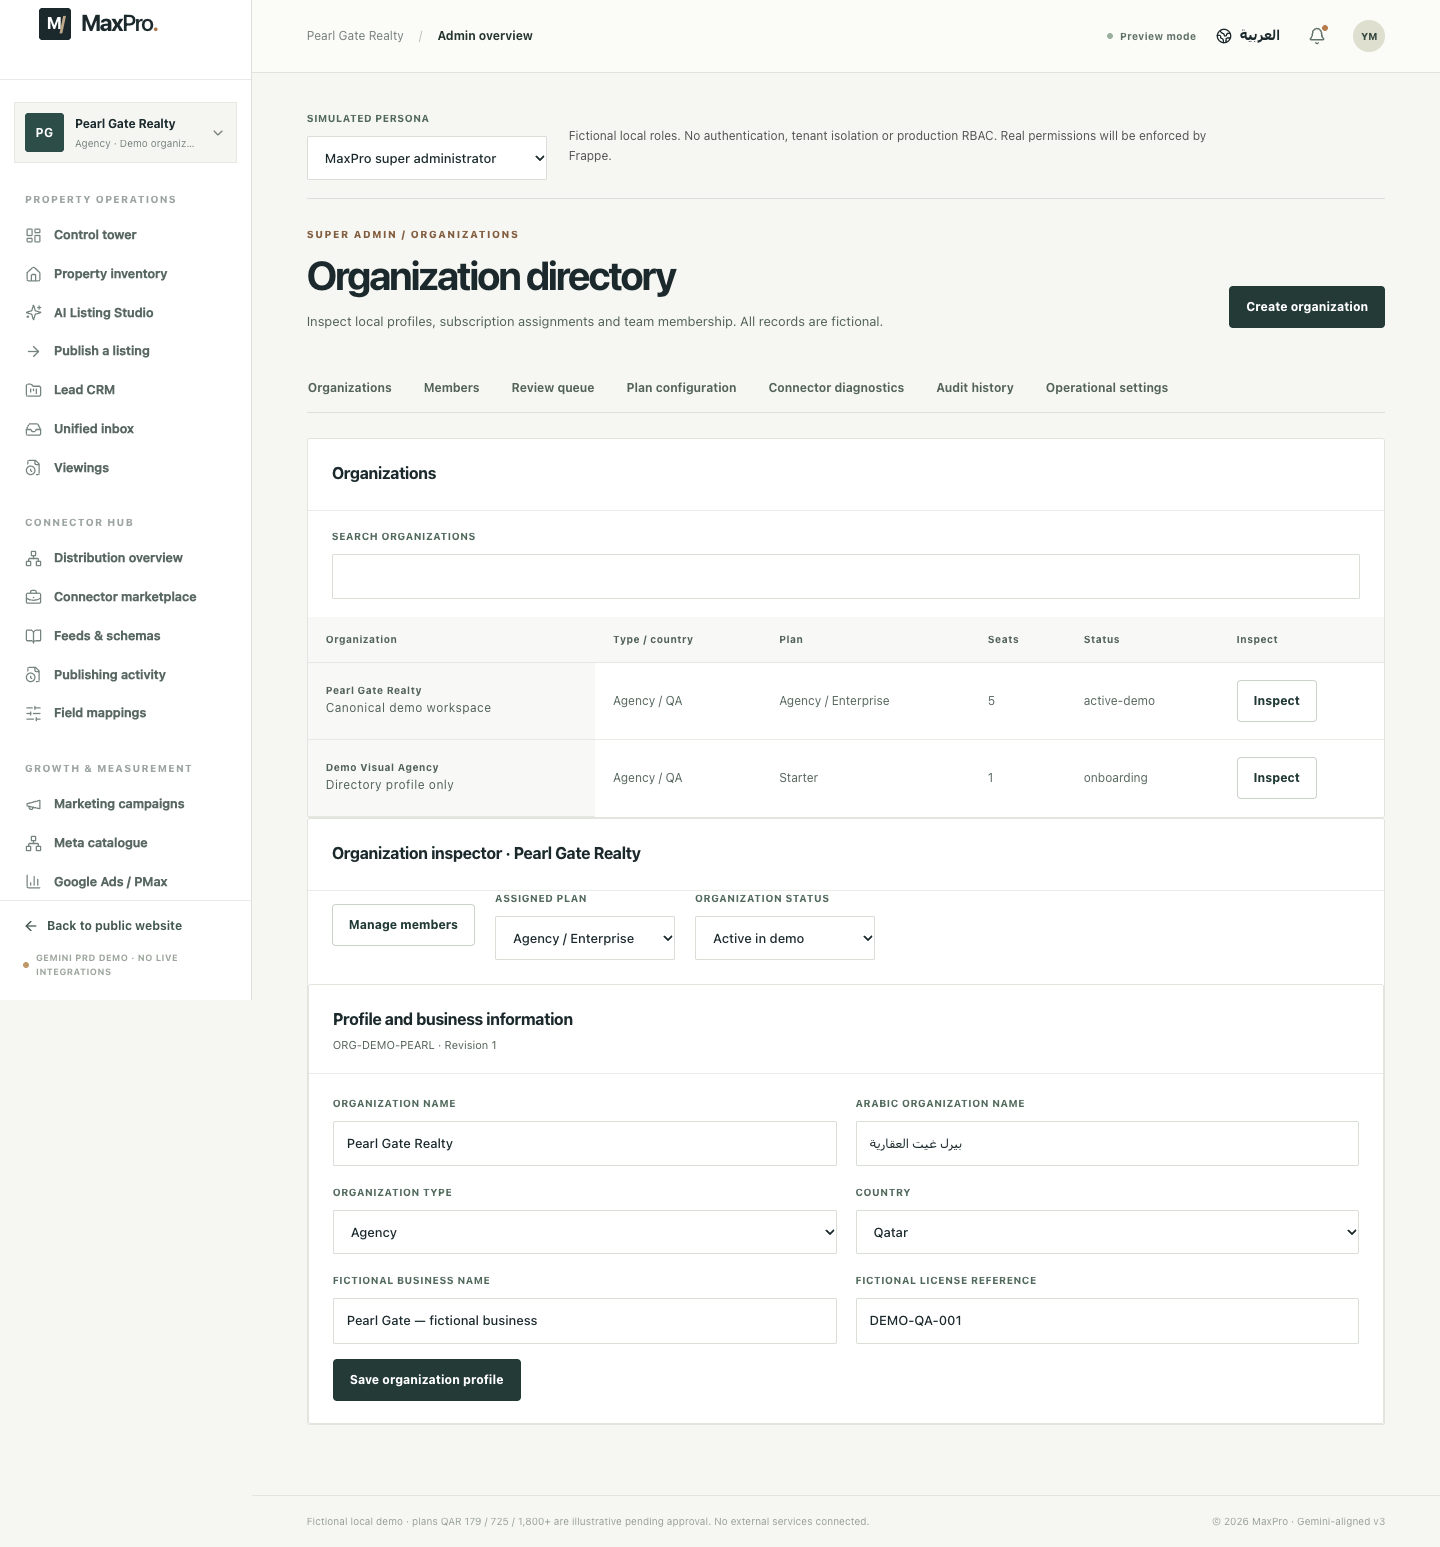 M/ MaxPro.
PG
Pearl Gate Realty
Agency · Demo organiz...
PROPERTY OPERATIONS
Control tower
Property inventory
AI Listing Studio
Publish a listing
Lead CRM
Unified inbox
Viewings
CONNECTOR HUB
Distribution overview
Connector marketplace
Feeds & schemas
Publishing activity
Field mappings
GROWTH & MEASUREMENT
Marketing campaigns
Meta catalogue
Google Ads / PMax
Back to public website
GEMINI PRD DEMO · NO LIVE
INTEGRATIONS
Pearl Gate Realty / Admin overview
Preview mode
العربية
YM
SIMULATED PERSONA
MaxPro super administrator
Fictional local roles. No authentication, tenant isolation or production RBAC. Real permissions will be enforced by
Frappe.
SUPER ADMIN / ORGANIZATIONS
Organization directory
Inspect local profiles, subscription assignments and team membership. All records are fictional.
Create organization
Organizations Members Review queue Plan configuration Connector diagnostics Audit history Operational settings
Organizations
SEARCH ORGANIZATIONS
Organization Type / country Plan Seats Status Inspect
Pearl Gate Realty
Canonical demo workspace
Agency / QA Agency / Enterprise 5 active-demo Inspect
Demo Visual Agency
Directory profile only
Agency / QA Starter 1 onboarding Inspect
Organization inspector · Pearl Gate Realty
Manage members
ASSIGNED PLAN
Agency / Enterprise
ORGANIZATION STATUS
Active in demo
Profile and business information
ORG-DEMO-PEARL · Revision 1
ORGANIZATION NAME
Pearl Gate Realty
ARABIC ORGANIZATION NAME
بيرل غيت العقارية
ORGANIZATION TYPE
Agency
COUNTRY
Qatar
FICTIONAL BUSINESS NAME
Pearl Gate — fictional business
FICTIONAL LICENSE REFERENCE
DEMO-QA-001
Save organization profile
Fictional local demo · plans QAR 179 / 725 / 1,800+ are illustrative pending approval. No external services connected.
© 2026 MaxPro · Gemini-aligned v3